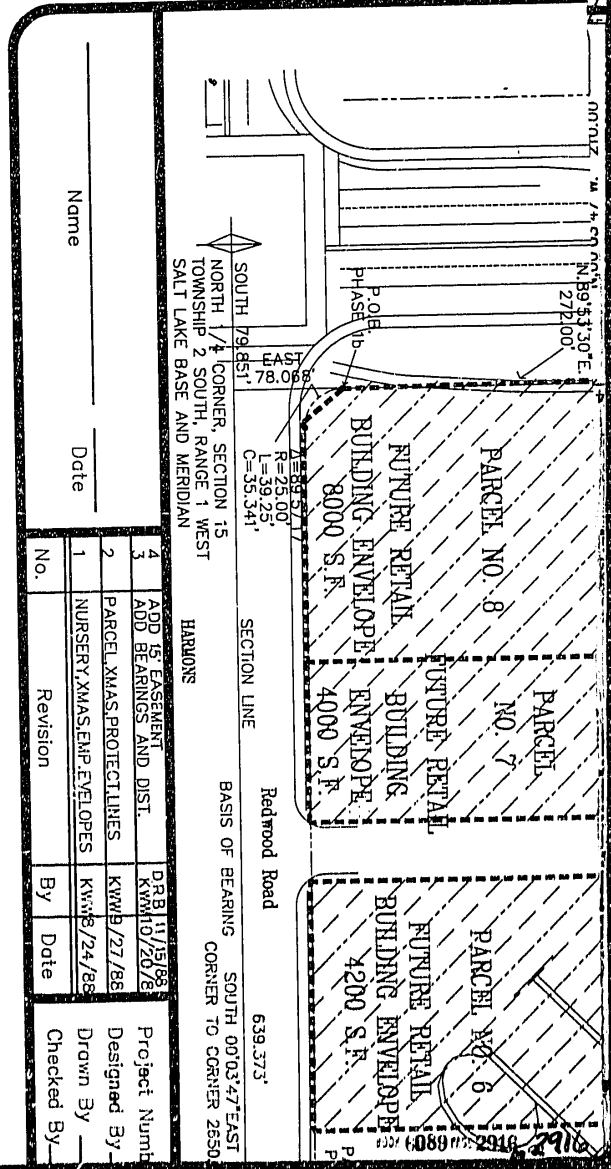 N.89°53'30"E.
272.00'
P.O.B.
PHASE 1b
EAST
78.068'
SOUTH 79.851'
NORTH 1/4 CORNER, SECTION 15
TOWNSHIP 2 SOUTH, RANGE 1 WEST
SALT LAKE BASE AND MERIDIAN
R=25.00'
L=39.25'
C=35.341'
PARCEL NO. 8
FUTURE RETAIL
BUILDING ENVELOPE
8000 S.F.
PARCEL
NO. 7
FUTURE RETAIL
BUILDING
ENVELOPE
4000 S.F.
PARCEL NO. 6
FUTURE RETAIL
BUILDING ENVELOPE
4200 S.F.
6089 2916
2916
SECTION LINE
Redwood Road
639.373'
BASIS OF BEARING SOUTH 00°03'47"EAST
CORNER TO CORNER 2650
HARMONS
4 ADD 15' EASEMENT DRB 11/15/88
3 ADD BEARINGS AND DIST. KWW 10/20/8
2 PARCEL,XMAS,PROTECT.LINES KWW 9/27/88
1 NURSERY,XMAS,EMP.EVELOPES KWW 8/24/88
No. Revision By Date
Name
Date
Project Numb
Designed By
Drawn By
Checked By